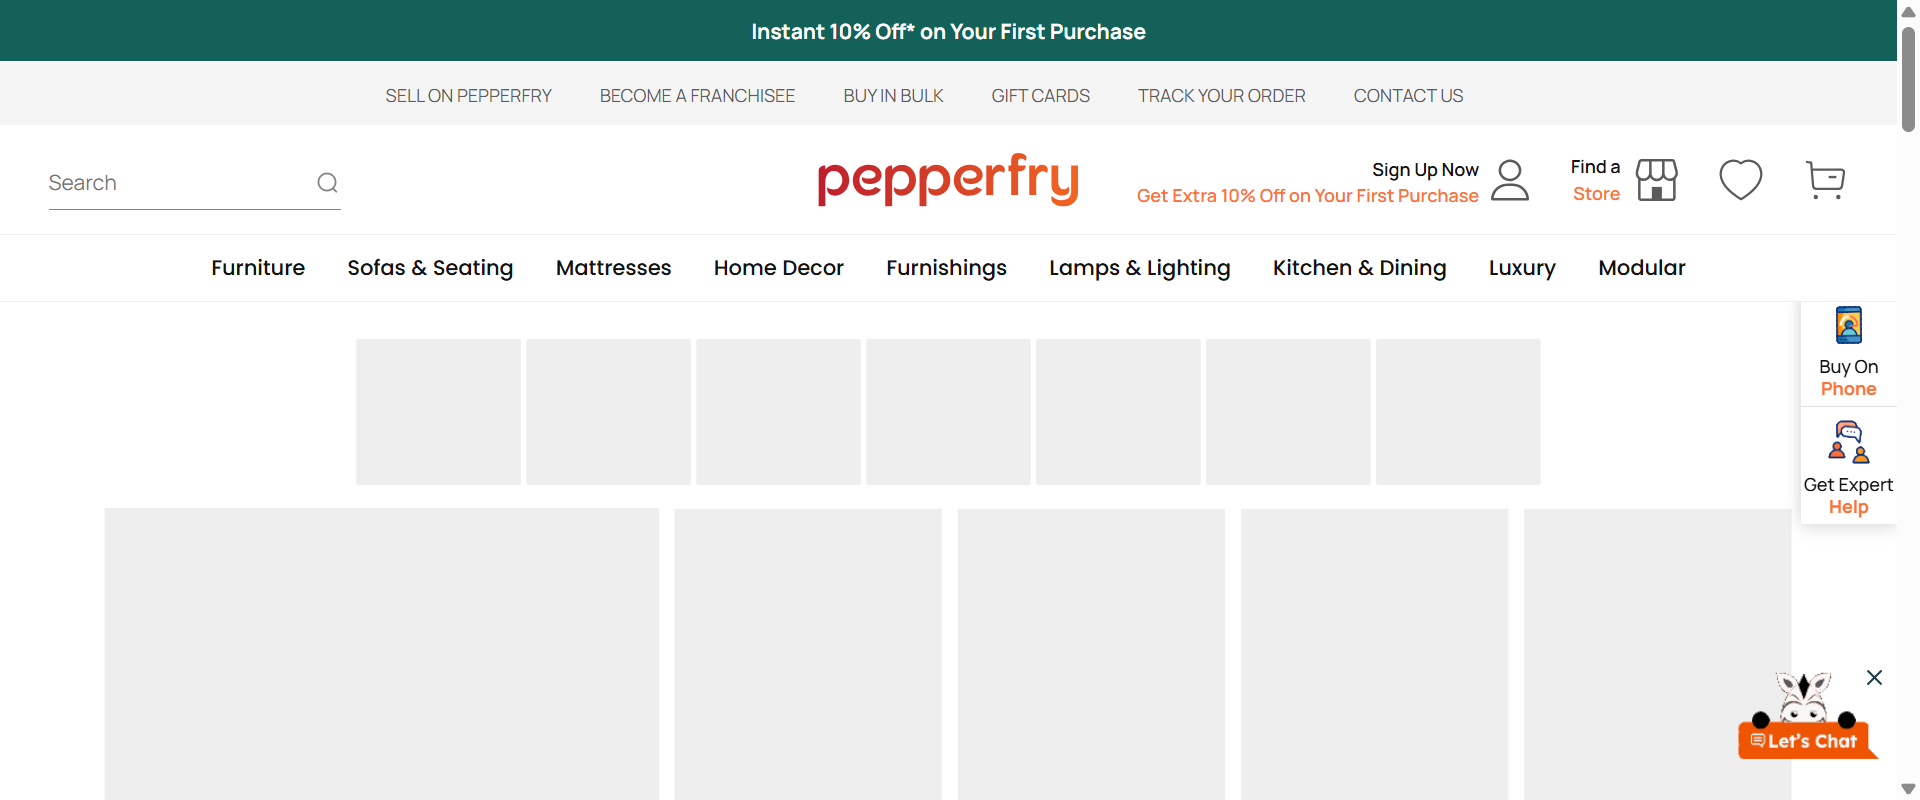 Instant 10% Off* on Your First Purchase
SELL ON PEPPERFRY BECOME A FRANCHISEE BUY IN BULK GIFT CARDS TRACK YOUR ORDER CONTACT US
Search
pepperfry
Sign Up Now
Get Extra 10% Off on Your First Purchase
Find a
Store
Furniture Sofas & Seating Mattresses Home Decor Furnishings Lamps & Lighting Kitchen & Dining Luxury Modular
Buy On
Phone
Get Expert
Help
Let's Chat